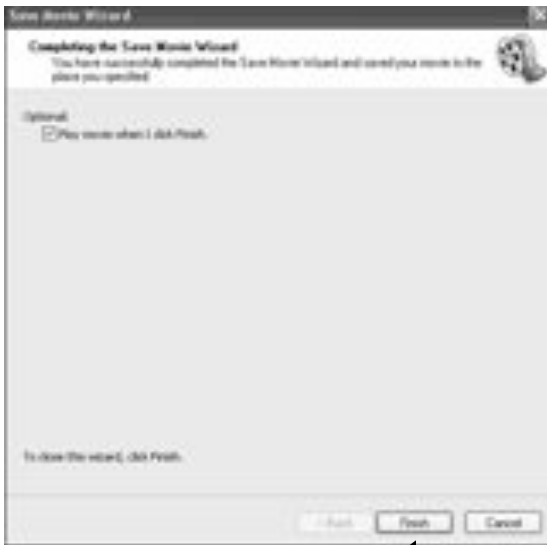 Save Movie Wizard
Completing the Save Movie Wizard
You have successfully completed the Save Movie Wizard and saved your movie in the
place you specified.
Optional:
Play movie when I click Finish.
To close this wizard, click Finish.
< Back
Finish
Cancel